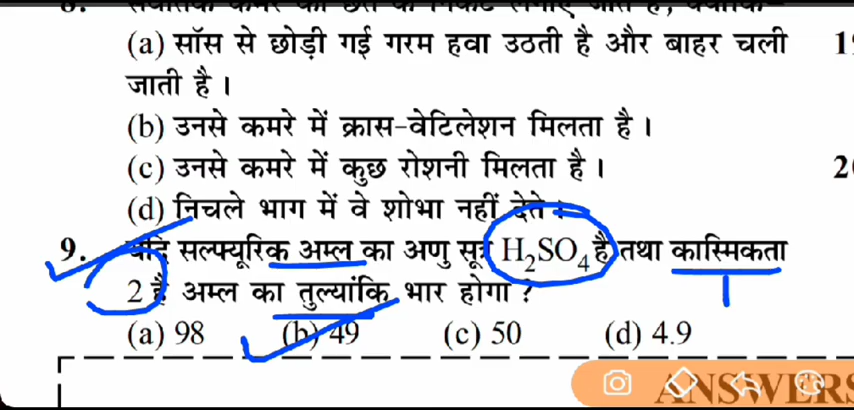 (a) साँस से छोड़ी गई गरम हवा उठती है और बाहर चली
जाती है ।
(b) उनसे कमरे में क्रास-वेटिलेशन मिलता है ।
(c) उनसे कमरे में कुछ रोशनी मिलता है ।
(d) निचले भाग में वे शोभा नहीं देते ।
9. यदि सल्फ्यूरिक अम्ल का अणु सूत्र H₂SO₄ है तथा कास्मिकता
2 है अम्ल का तुल्यांकि भार होगा ?
(a) 98 (b) 49 (c) 50 (d) 4.9
ANSWERS